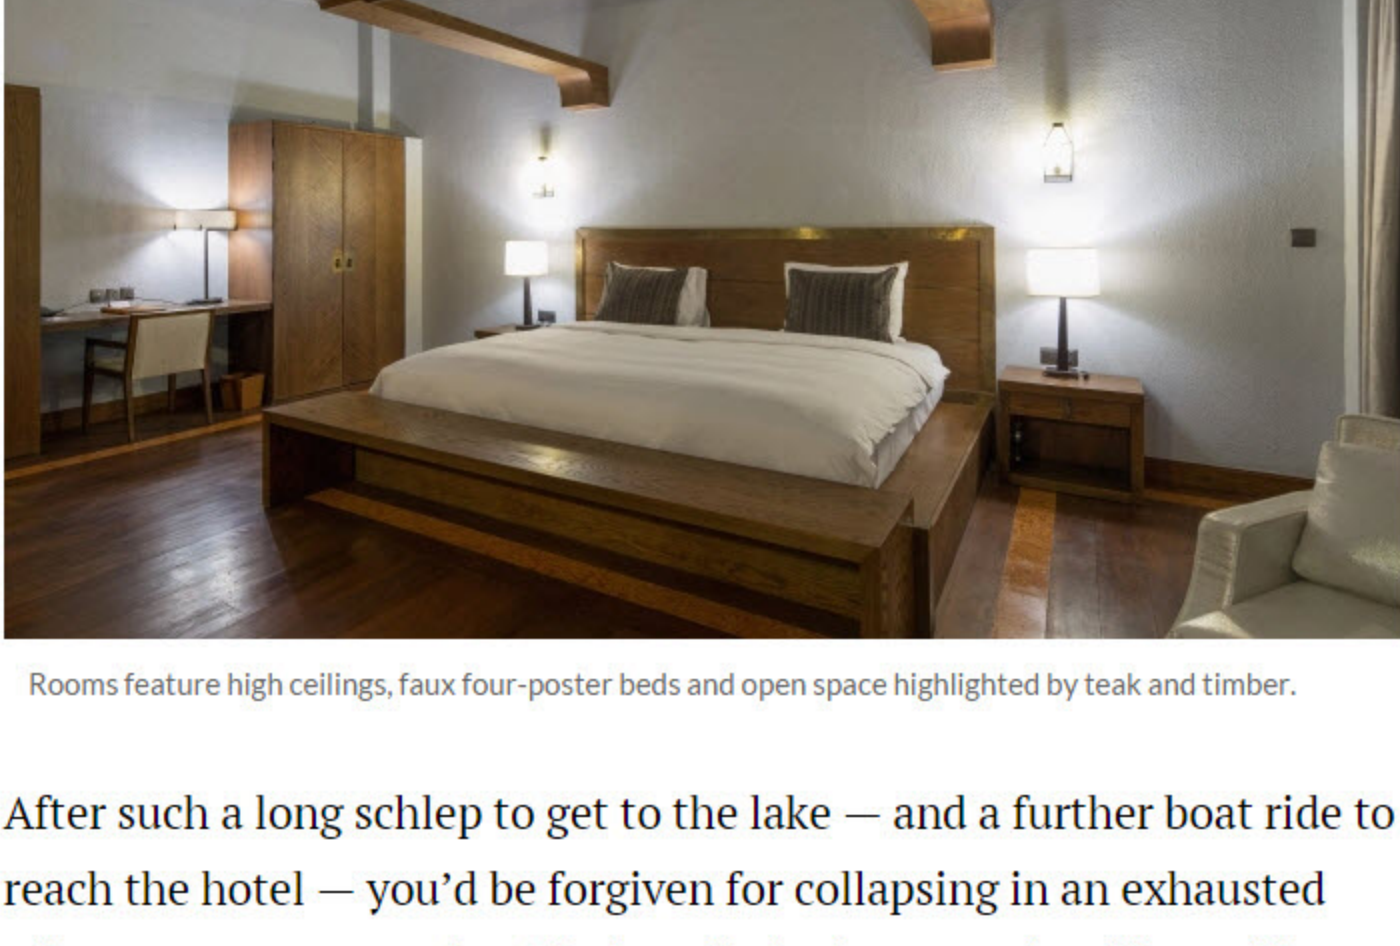 Rooms feature high ceilings, faux four-poster beds and open space highlighted by teak and timber.
After such a long schlep to get to the lake — and a further boat ride to
reach the hotel — you’d be forgiven for collapsing in an exhausted